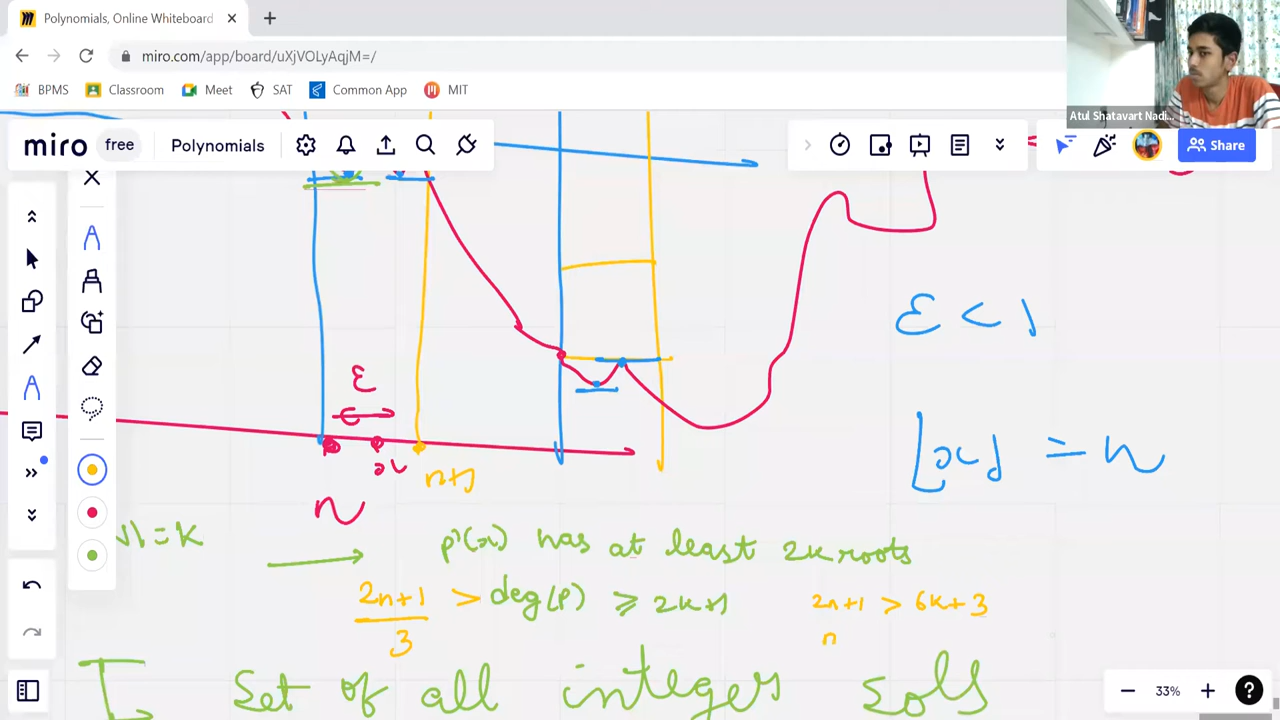 Polynomials, Online Whiteboard
miro.com/app/board/uXjVOLyAqjM=/
BPMS Classroom Meet SAT Common App MIT
Atul Shatavart Nadi...
miro free Polynomials
Share
ε < 1
ε
⌊x⌋ = n
x
n+1
n
=k
p'(x) has at least 2k roots
2n+1 > deg(P) ≥ 2k+1
3
2n+1 > 6k+3
n
I Set of all integer sols
33%